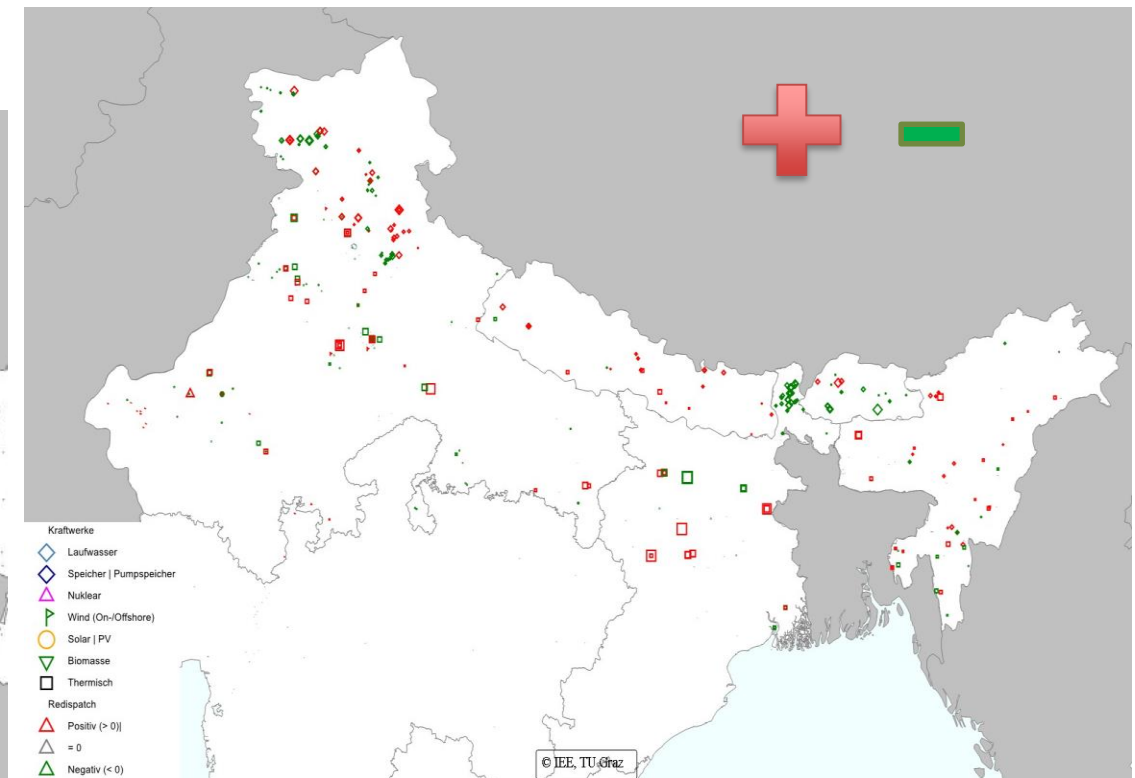 Kraftwerke
Laufwasser
Speicher | Pumpspeicher
Nuklear
Wind (On-/Offshore)
Solar | PV
Biomasse
Thermisch
Redispatch
Positiv (> 0)|
= 0
Negativ (< 0)
© IEE, TU Graz